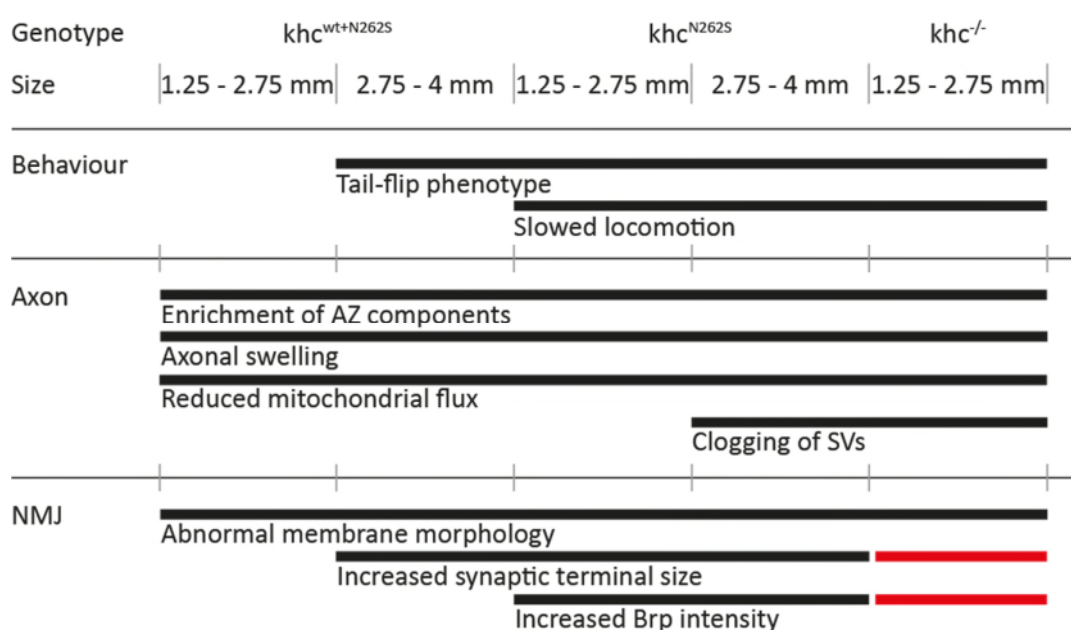 Genotype khc^wt+N262S khc^N262S khc^-/-
Size 1.25 - 2.75 mm 2.75 - 4 mm 1.25 - 2.75 mm 2.75 - 4 mm 1.25 - 2.75 mm
Behaviour
Tail-flip phenotype
Slowed locomotion
Axon
Enrichment of AZ components
Axonal swelling
Reduced mitochondrial flux
Clogging of SVs
NMJ
Abnormal membrane morphology
Increased synaptic terminal size
Increased Brp intensity